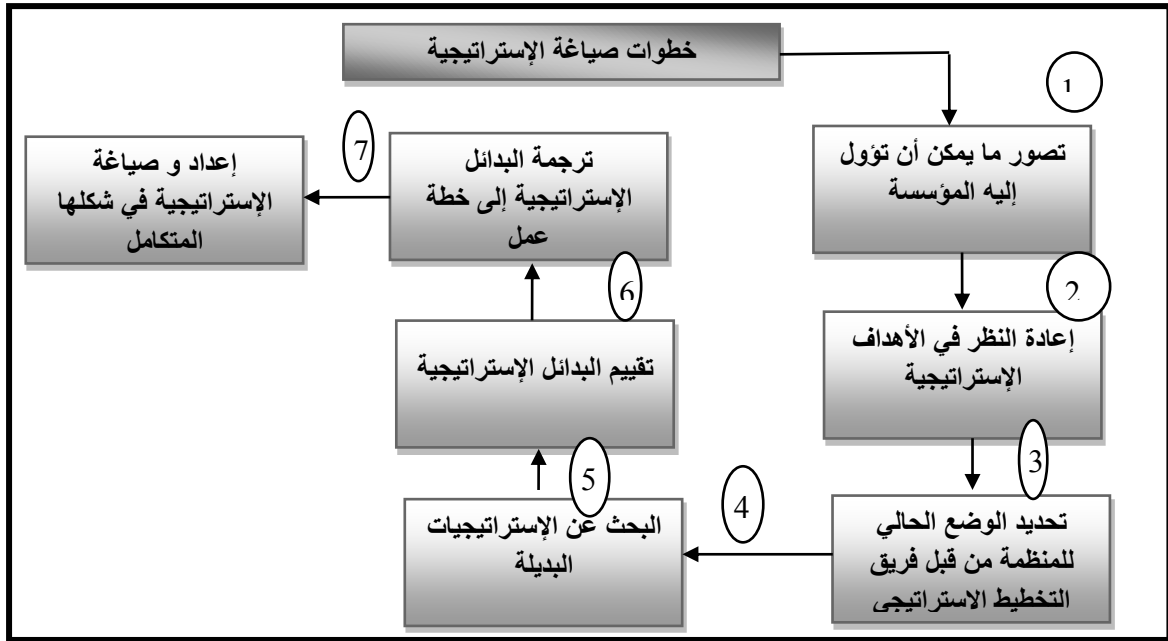 خطوات صياغة الإستراتيجية
1
تصور ما يمكن أن تؤول
إليه المؤسسة
2
إعادة النظر في الأهداف
الإستراتيجية
3
تحديد الوضع الحالي
للمنظمة من قبل فريق
التخطيط الاستراتيجي
4
البحث عن الإستراتيجيات
البديلة
5
تقييم البدائل الإستراتيجية
6
ترجمة البدائل
الإستراتيجية إلى خطة
عمل
7
إعداد و صياغة
الإستراتيجية في شكلها
المتكامل